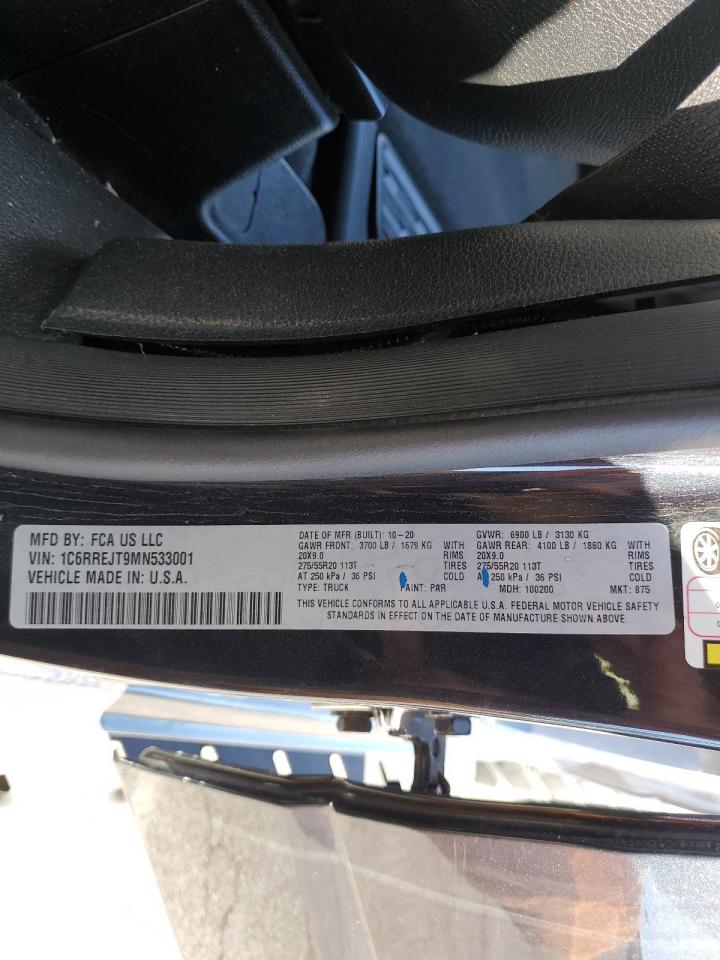 MFD BY: FCA US LLC
VIN: 1C6RREJT9MN533001
VEHICLE MADE IN: U.S.A.
DATE OF MFR (BUILT): 10-20
GAWR FRONT: 3700 LB / 1679 KG WITH
20X9.0 RIMS
275/55R20 113T TIRES
AT 250 kPa / 36 PSI COLD
TYPE: TRUCK PAINT: PAR
GVWR: 6900 LB / 3130 KG
GAWR REAR: 4100 LB / 1860 KG WITH
20X9.0 RIMS
275/55R20 113T TIRES
AT 250 kPa / 36 PSI COLD
MDH: 100200 MKT: 875
THIS VEHICLE CONFORMS TO ALL APPLICABLE U.S.A. FEDERAL MOTOR VEHICLE SAFETY
STANDARDS IN EFFECT ON THE DATE OF MANUFACTURE SHOWN ABOVE.